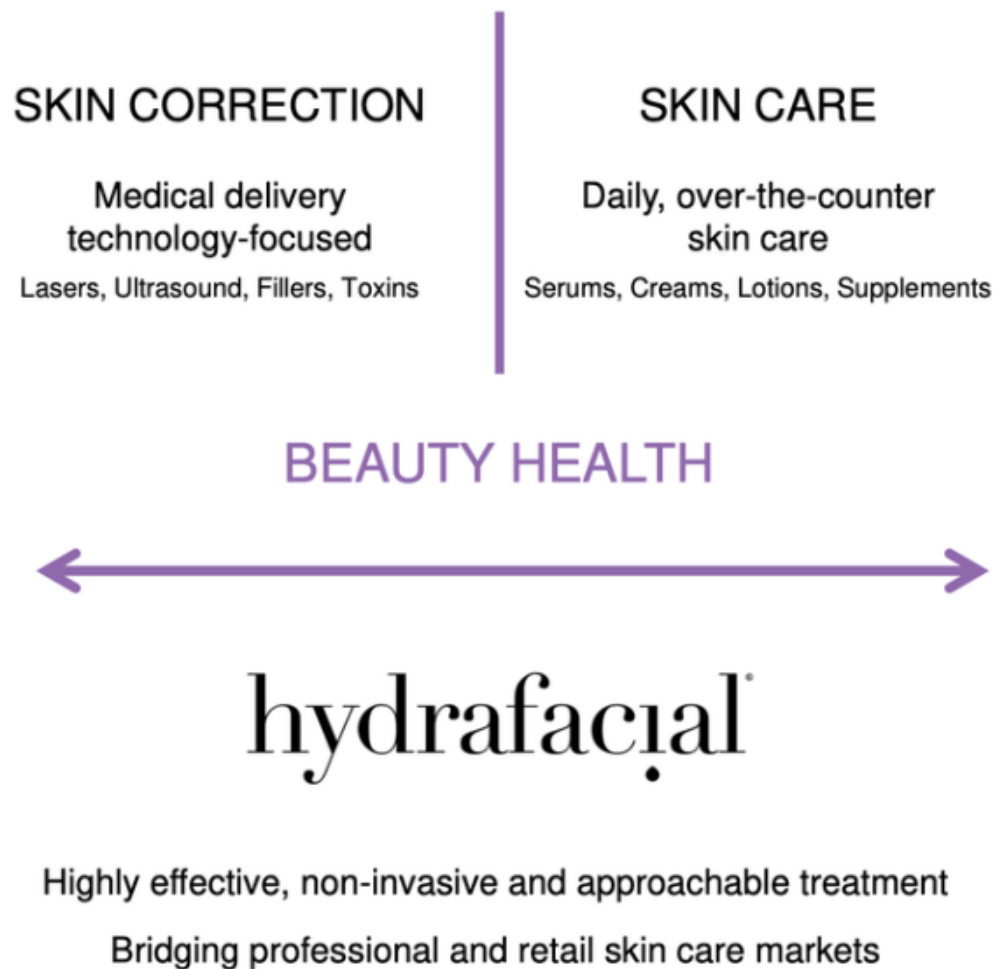 SKIN CORRECTION
Medical delivery
technology-focused
Lasers, Ultrasound, Fillers, Toxins
SKIN CARE
Daily, over-the-counter
skin care
Serums, Creams, Lotions, Supplements
BEAUTY HEALTH
hydrafacial
Highly effective, non-invasive and approachable treatment
Bridging professional and retail skin care markets